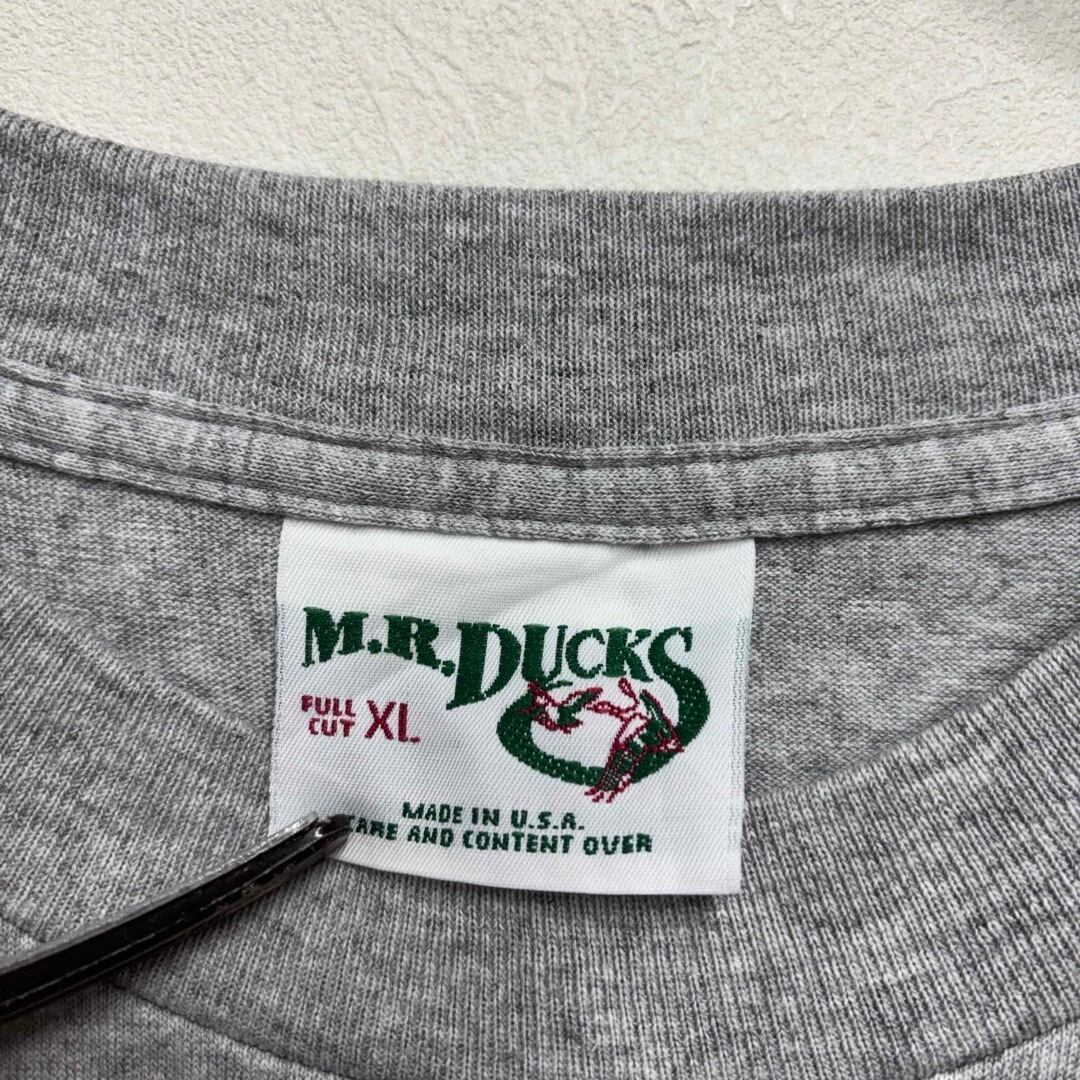 M.R. DUCKS
FULL CUT XL
MADE IN U.S.A.
CARE AND CONTENT OVER